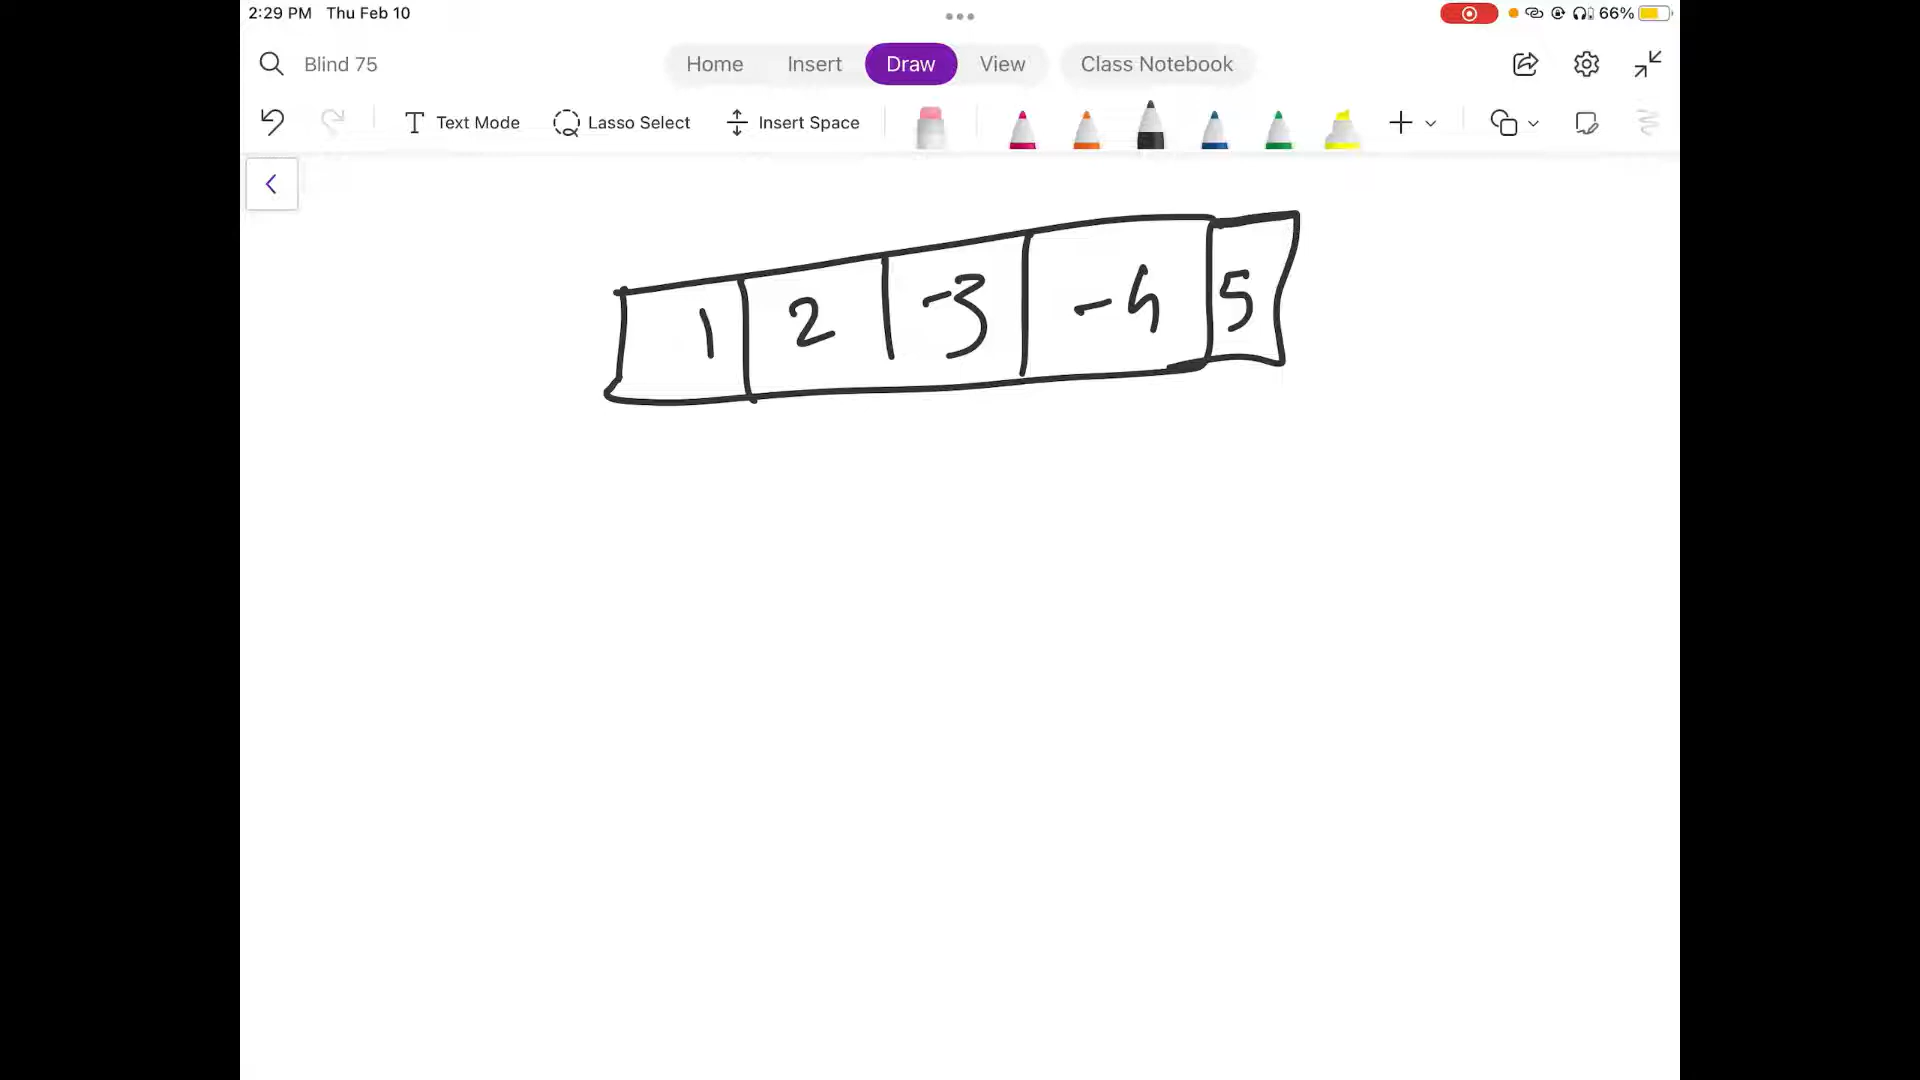 2:29 PM Thu Feb 10
66%
Blind 75
Home Insert Draw View Class Notebook
Text Mode Lasso Select Insert Space
1 2 -3 -4 5